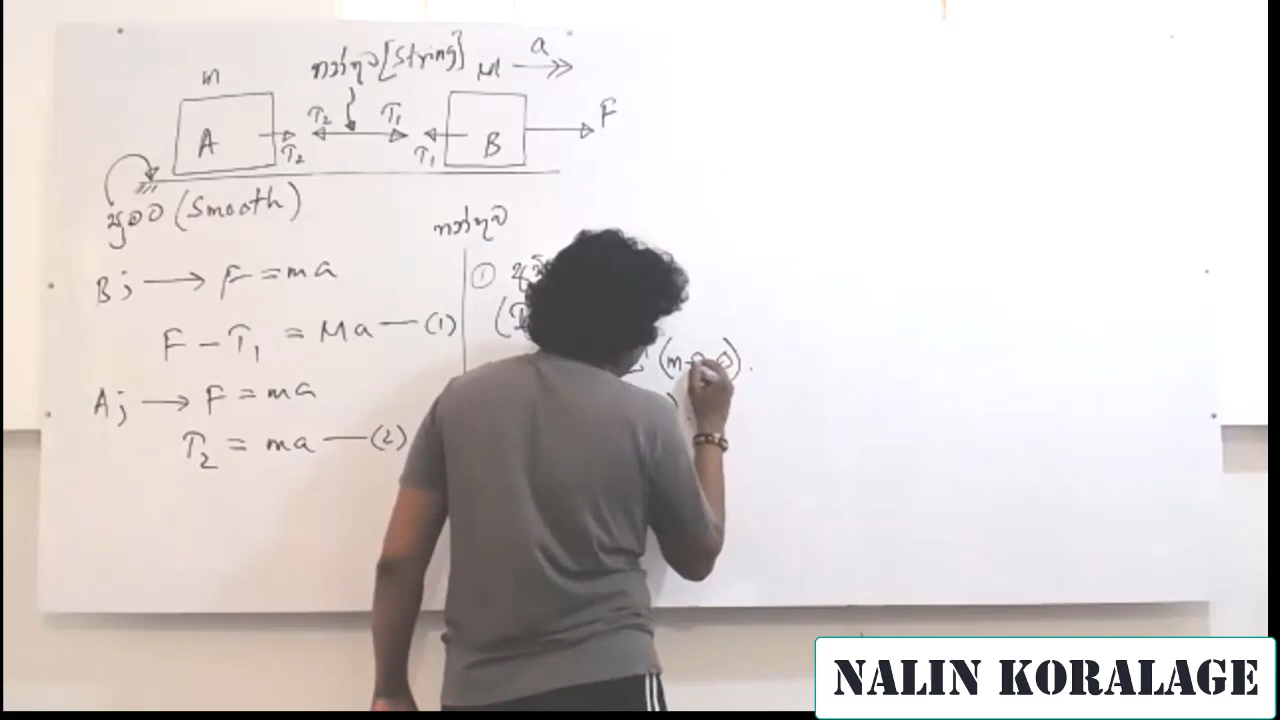 m තන්තුව [String] M a
A T₂ T₂ T₁ T₁ B F
සුමට (Smooth)
තන්තුව
B; → F = ma
①
F − T₁ = Ma — (1)
(m
A; → F = ma
T₂ = ma — (2)
NALIN KORALAGE